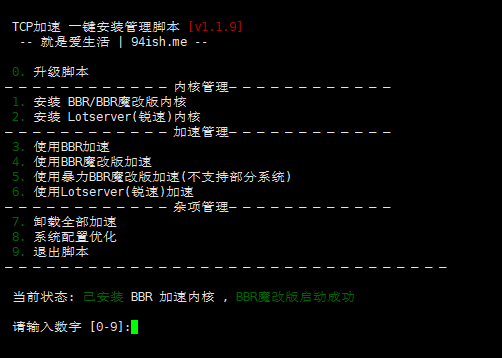 TCP加速 一键安装管理脚本 [v1.1.9]
-- 就是爱生活 | 94ish.me --
0. 升级脚本
————————————内核管理————————————
1. 安装 BBR/BBR魔改版内核
2. 安装 Lotserver(锐速)内核
————————————加速管理————————————
3. 使用BBR加速
4. 使用BBR魔改版加速
5. 使用暴力BBR魔改版加速(不支持部分系统)
6. 使用Lotserver(锐速)加速
————————————杂项管理————————————
7. 卸载全部加速
8. 系统配置优化
9. 退出脚本
————————————————————————————————
当前状态: 已安装 BBR 加速内核 , BBR魔改版启动成功
请输入数字 [0-9]: